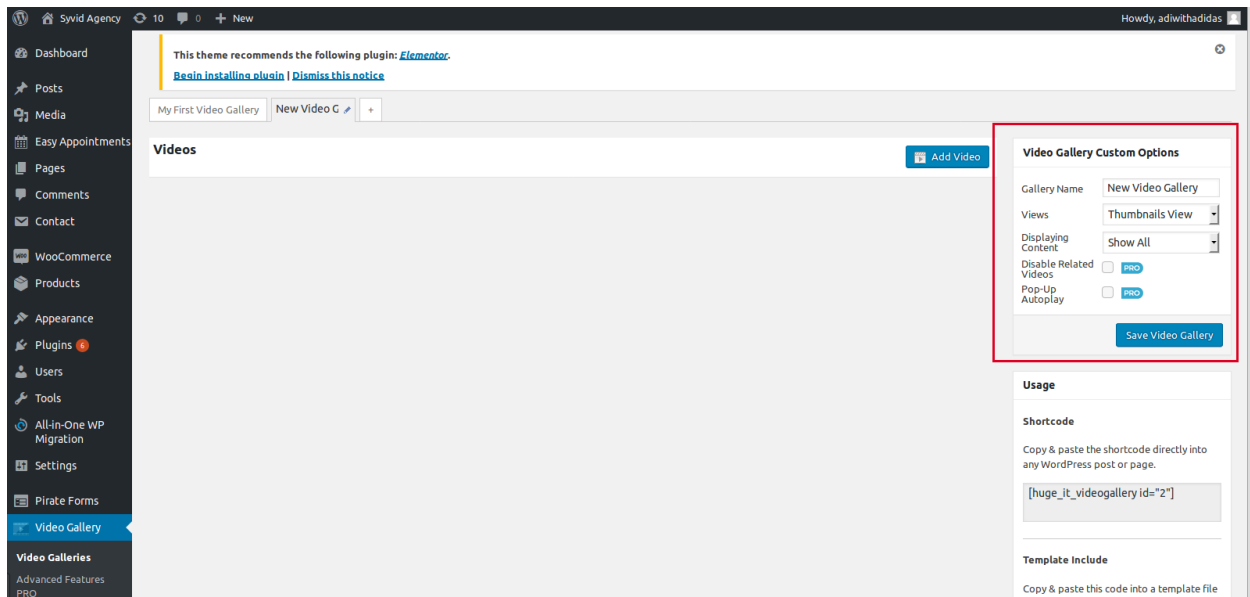 Syvid Agency 10 0 + New Howdy, adiwithadidas
Dashboard
Posts
Media
Easy Appointments
Pages
Comments
Contact
WooCommerce
Products
Appearance
Plugins 6
Users
Tools
All-in-One WP
Migration
Settings
Pirate Forms
Video Gallery
Video Galleries
Advanced Features
PRO
This theme recommends the following plugin: Elementor.
Begin installing plugin | Dismiss this notice
My First Video Gallery New Video G +
Videos
Add Video
Video Gallery Custom Options
Gallery Name New Video Gallery
Views Thumbnails View
Displaying
Content Show All
Disable Related
Videos PRO
Pop-Up
Autoplay PRO
Save Video Gallery
Usage
Shortcode
Copy & paste the shortcode directly into
any WordPress post or page.
[huge_it_videogallery id="2"]
Template Include
Copy & paste this code into a template file